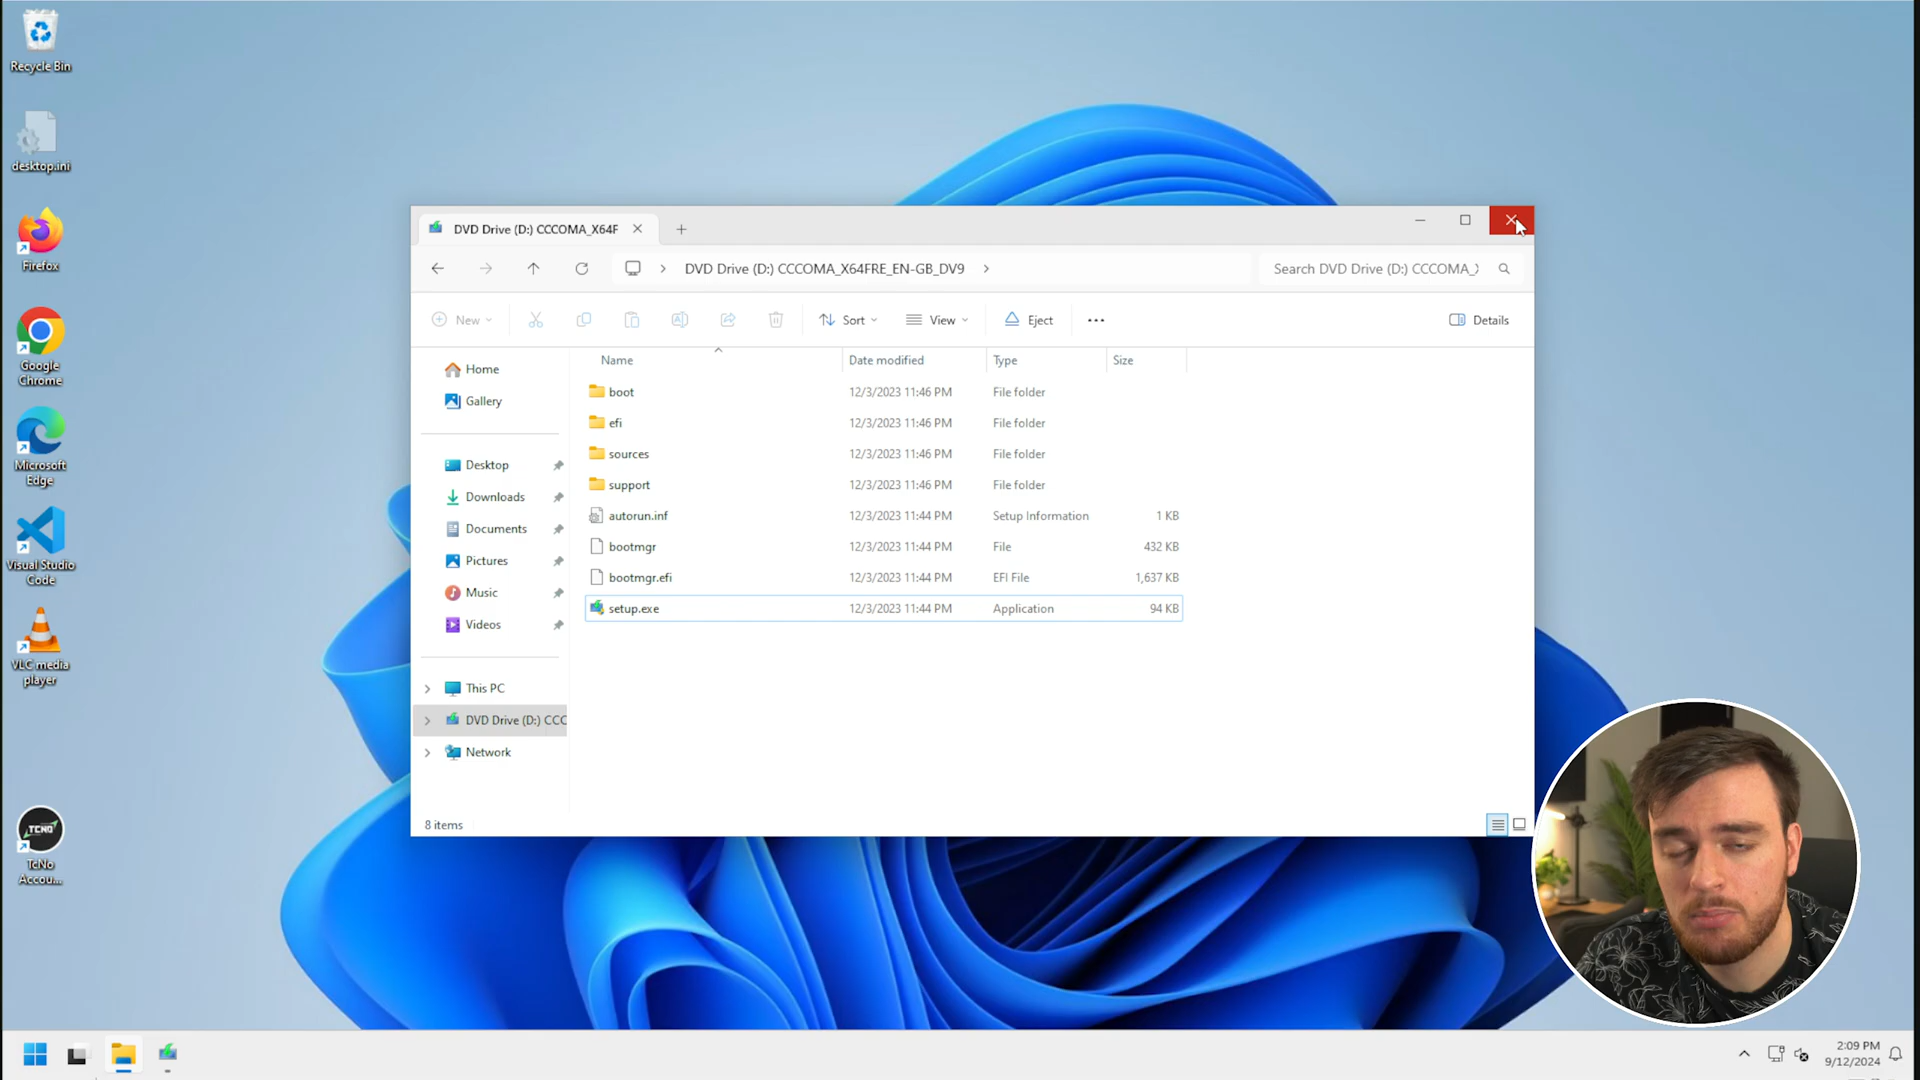 Recycle Bin
desktop.ini
Firefox
Google
Chrome
Microsoft
Edge
Visual Studio
Code
VLC media
player
TCNO
TcNo
Accou...
DVD Drive (D:) CCCOMA_X64F
DVD Drive (D:) CCCOMA_X64FRE_EN-GB_DV9
Search DVD Drive (D:) CCCOMA_X
New
Sort
View
Eject
Details
Home
Gallery
Desktop
Downloads
Documents
Pictures
Music
Videos
This PC
DVD Drive (D:) CCC
Network
Name Date modified Type Size
boot 12/3/2023 11:46 PM File folder
efi 12/3/2023 11:46 PM File folder
sources 12/3/2023 11:46 PM File folder
support 12/3/2023 11:46 PM File folder
autorun.inf 12/3/2023 11:44 PM Setup Information 1 KB
bootmgr 12/3/2023 11:44 PM File 432 KB
bootmgr.efi 12/3/2023 11:44 PM EFI File 1,637 KB
setup.exe 12/3/2023 11:44 PM Application 94 KB
8 items
2:09 PM
9/12/2024